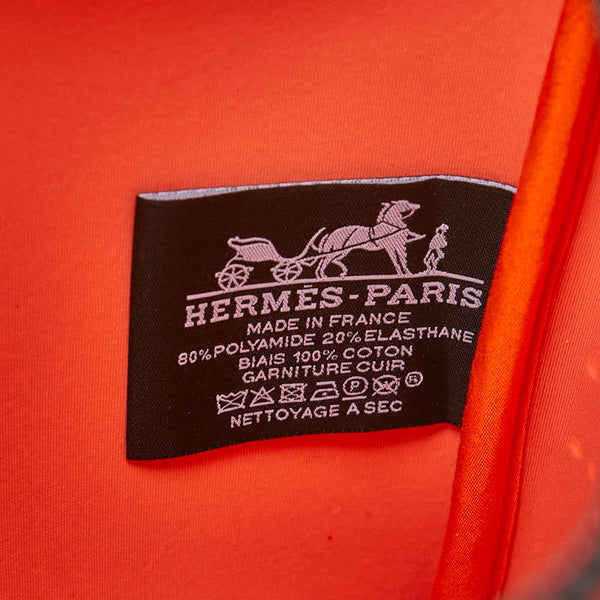 HERMÈS-PARIS
MADE IN FRANCE
80% POLYAMIDE 20% ELASTHANE
BIAIS 100% COTON
GARNITURE CUIR
P
NETTOYAGE A SEC